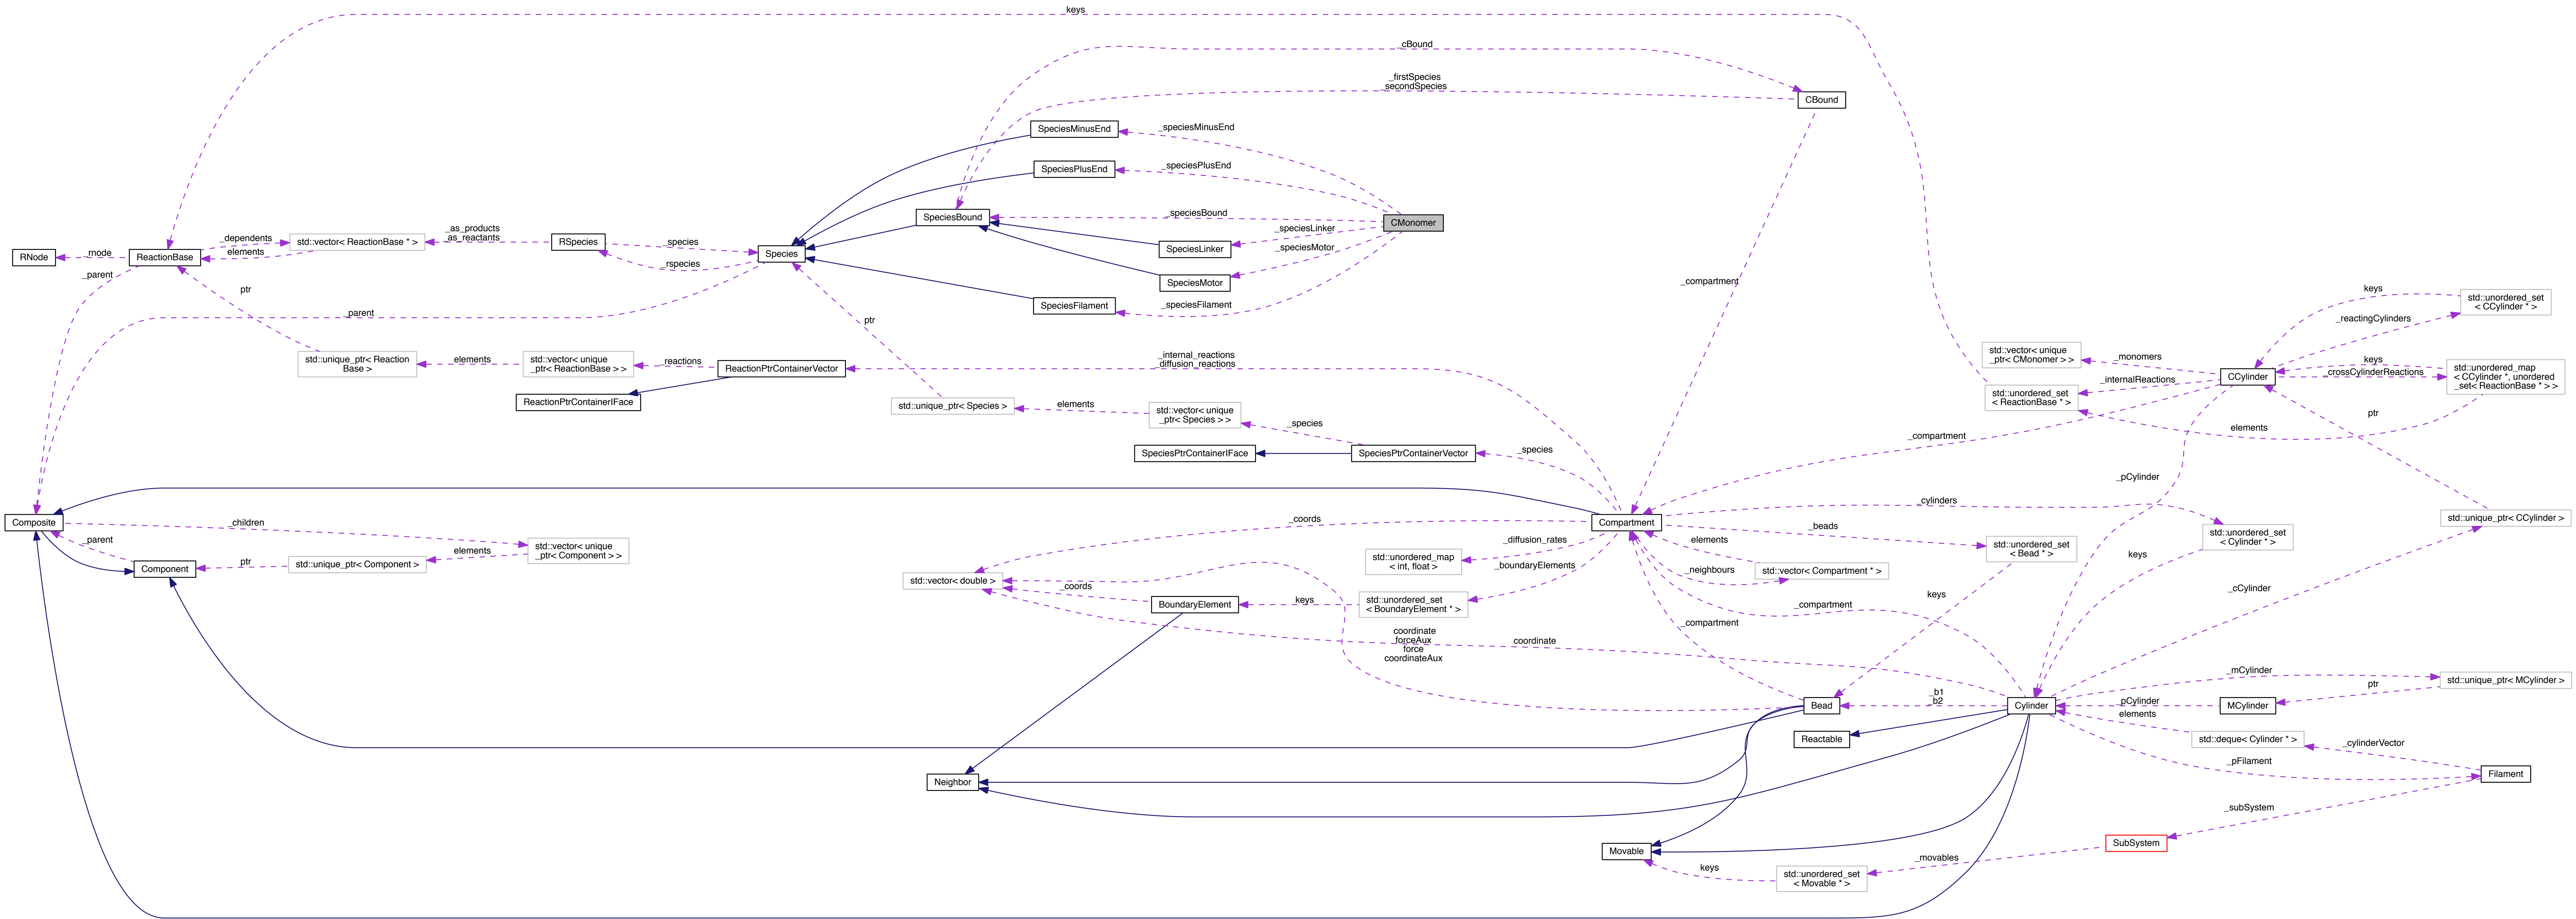 keys
_cBound
_firstSpecies
_secondSpecies
CBound
SpeciesMinusEnd
_speciesMinusEnd
SpeciesPlusEnd
_speciesPlusEnd
SpeciesBound
_speciesBound
CMonomer
_speciesLinker
SpeciesLinker
_speciesMotor
SpeciesMotor
SpeciesFilament
_speciesFilament
_as_products
_as_reactants
RSpecies
_species
_rspecies
Species
_dependents
elements
std::vector< ReactionBase * >
RNode
_rnode
ReactionBase
_parent
ptr
_parent
_compartment
ptr
std::unique_ptr< Reaction
Base >
elements
std::vector< unique
_ptr< ReactionBase > >
_reactions
ReactionPtrContainerVector
_internal_reactions
_diffusion_reactions
ReactionPtrContainerIFace
std::unique_ptr< Species >
elements
std::vector< unique
_ptr< Species > >
_species
SpeciesPtrContainerIFace
SpeciesPtrContainerVector
_species
keys
std::unordered_set
< CCylinder * >
_reactingCylinders
std::vector< unique
_ptr< CMonomer > >
_monomers
keys
_crossCylinderReactions
std::unordered_map
< CCylinder *, unordered
_set< ReactionBase * > >
CCylinder
_internalReactions
std::unordered_set
< ReactionBase * >
elements
ptr
_compartment
_pCylinder
Composite
_children
_parent
Component
ptr
std::unique_ptr< Component >
elements
std::vector< unique
_ptr< Component > >
_coords
Compartment
_cylinders
_beads
std::unordered_set
< Cylinder * >
std::unique_ptr< CCylinder >
_diffusion_rates
std::unordered_map
< int, float >
elements
std::unordered_set
< Bead * >
keys
_boundaryElements
_neighbours
std::vector< Compartment * >
std::vector< double >
_coords
BoundaryElement
keys
std::unordered_set
< BoundaryElement * >
keys
_cCylinder
_compartment
_compartment
coordinate
_forceAux
force
coordinateAux
coordinate
Bead
_b1
_b2
Cylinder
_mCylinder
std::unique_ptr< MCylinder >
ptr
_pCylinder
MCylinder
elements
Reactable
std::deque< Cylinder * >
_cylinderVector
_pFilament
Filament
Neighbor
_subSystem
SubSystem
Movable
_movables
keys
std::unordered_set
< Movable * >